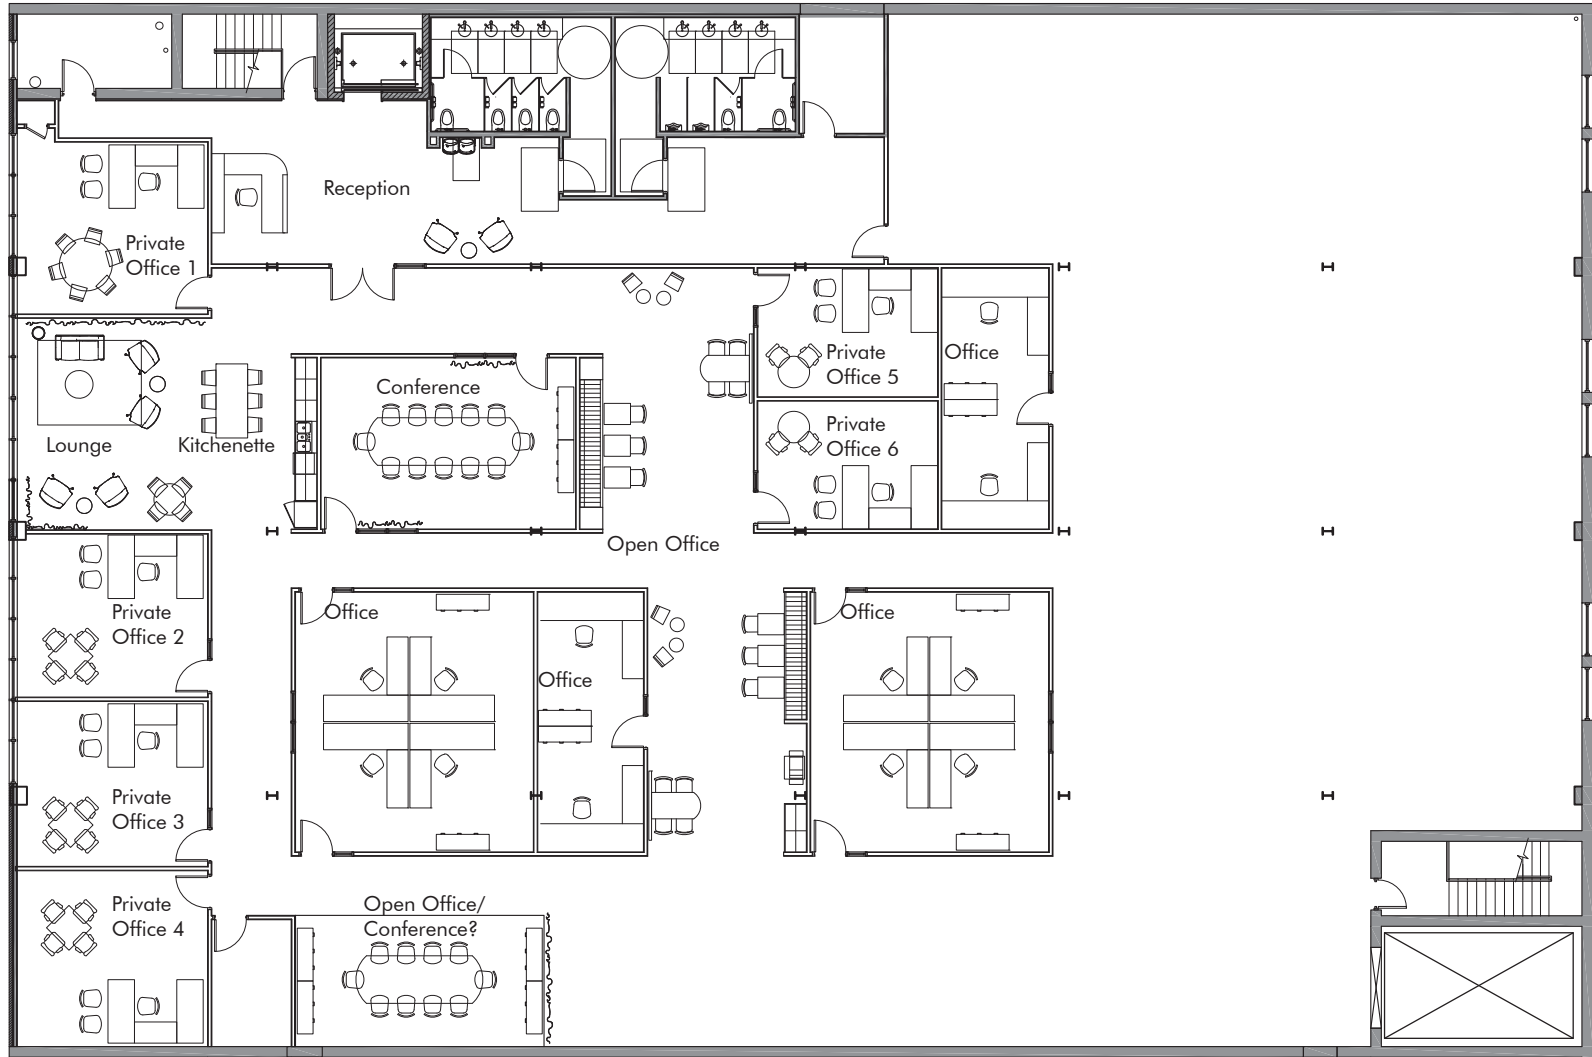 Reception
Private
Office 1
Private
Office 5
Office
Conference
Private
Office 6
Lounge
Kitchenette
Open Office
Private
Office 2
Office
Office
Office
Private
Office 3
Private
Office 4
Open Office/
Conference?